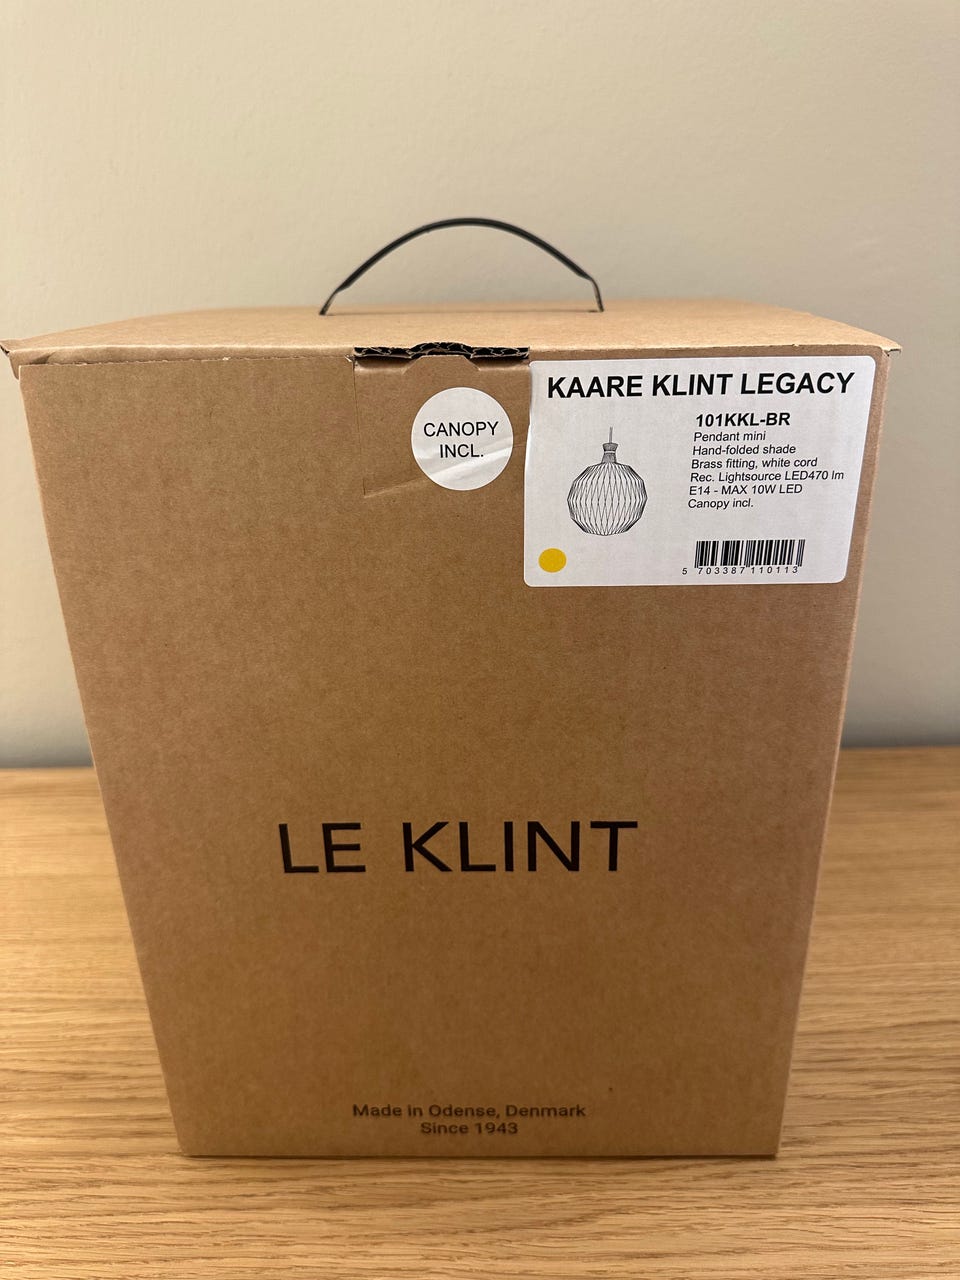 KAARE KLINT LEGACY
CANOPY
INCL.
101KKL-BR
Pendant mini
Hand-folded shade
Brass fitting, white cord
Rec. Lightsource LED470 lm
E14 - MAX 10W LED
Canopy incl.
5 703387 110113
LE KLINT
Made in Odense, Denmark
Since 1943